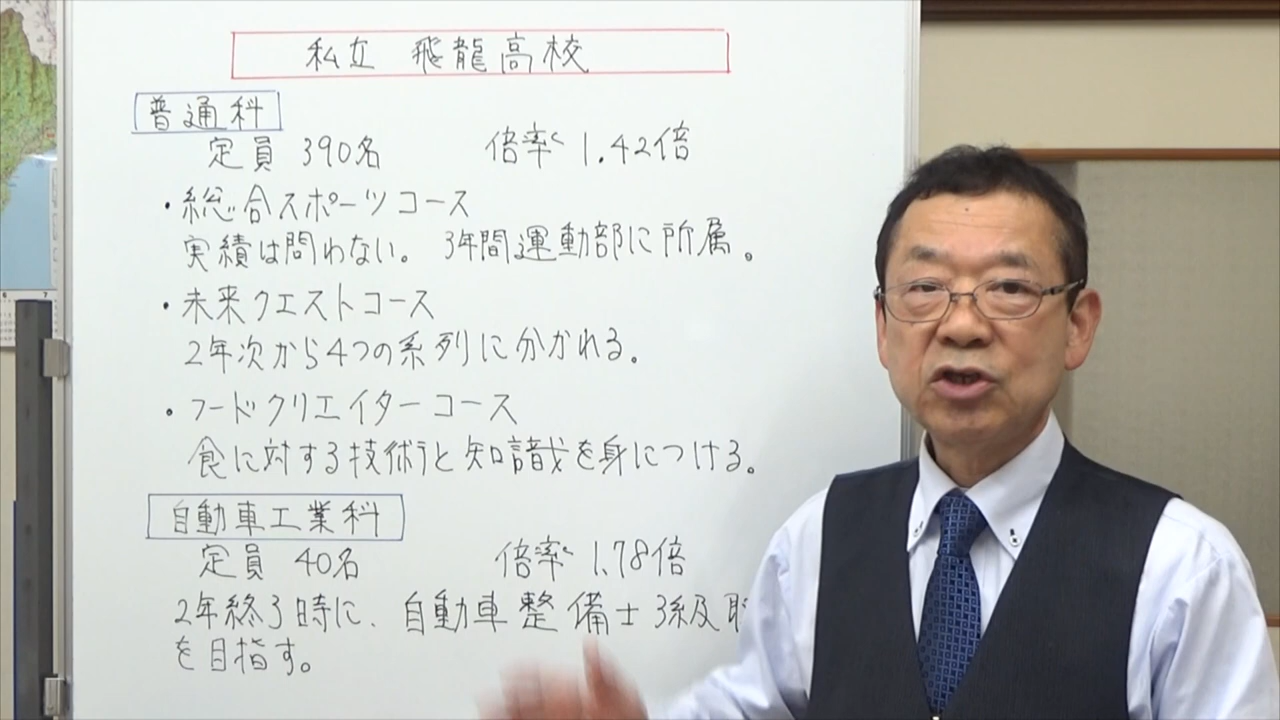 私立 飛龍高校
普通科
定員 390名 倍率 1.42倍
・総合スポーツコース
実績は問わない。 3年間運動部に所属。
・未来クエストコース
2年次から4つの系列に分かれる。
・フードクリエイターコース
食に対する技術と知識を身につける。
自動車工業科
定員 40名 倍率 1.78倍
2年終了時に、自動車整備士3級
を目指す。